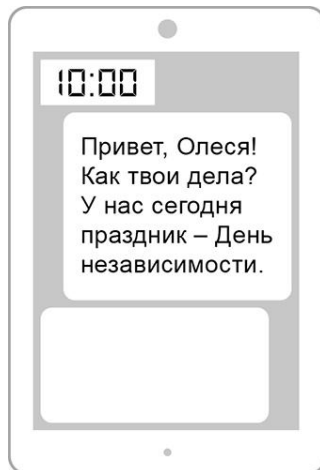 10:00
Привет, Олеся!
Как твои дела?
У нас сегодня
праздник – День
независимости.